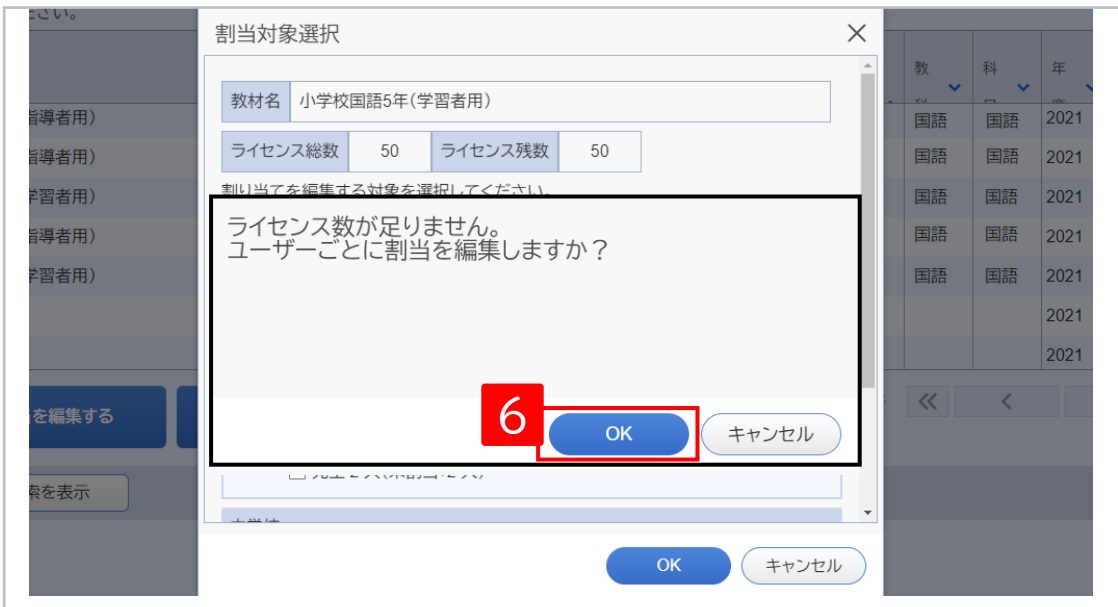 ださい。
割当対象選択
教材名 小学校国語5年(学習者用)
ライセンス総数 50 ライセンス残数 50
割り当てを編集する対象を選択してください。
ライセンス数が足りません。
ユーザーごとに割当を編集しますか?
6
OK キャンセル
OK キャンセル
教 科 年
指導者用) 国語 国語 2021
指導者用) 国語 国語 2021
学習者用) 国語 国語 2021
指導者用) 国語 国語 2021
学習者用) 国語 国語 2021
2021
2021
を編集する
索を表示